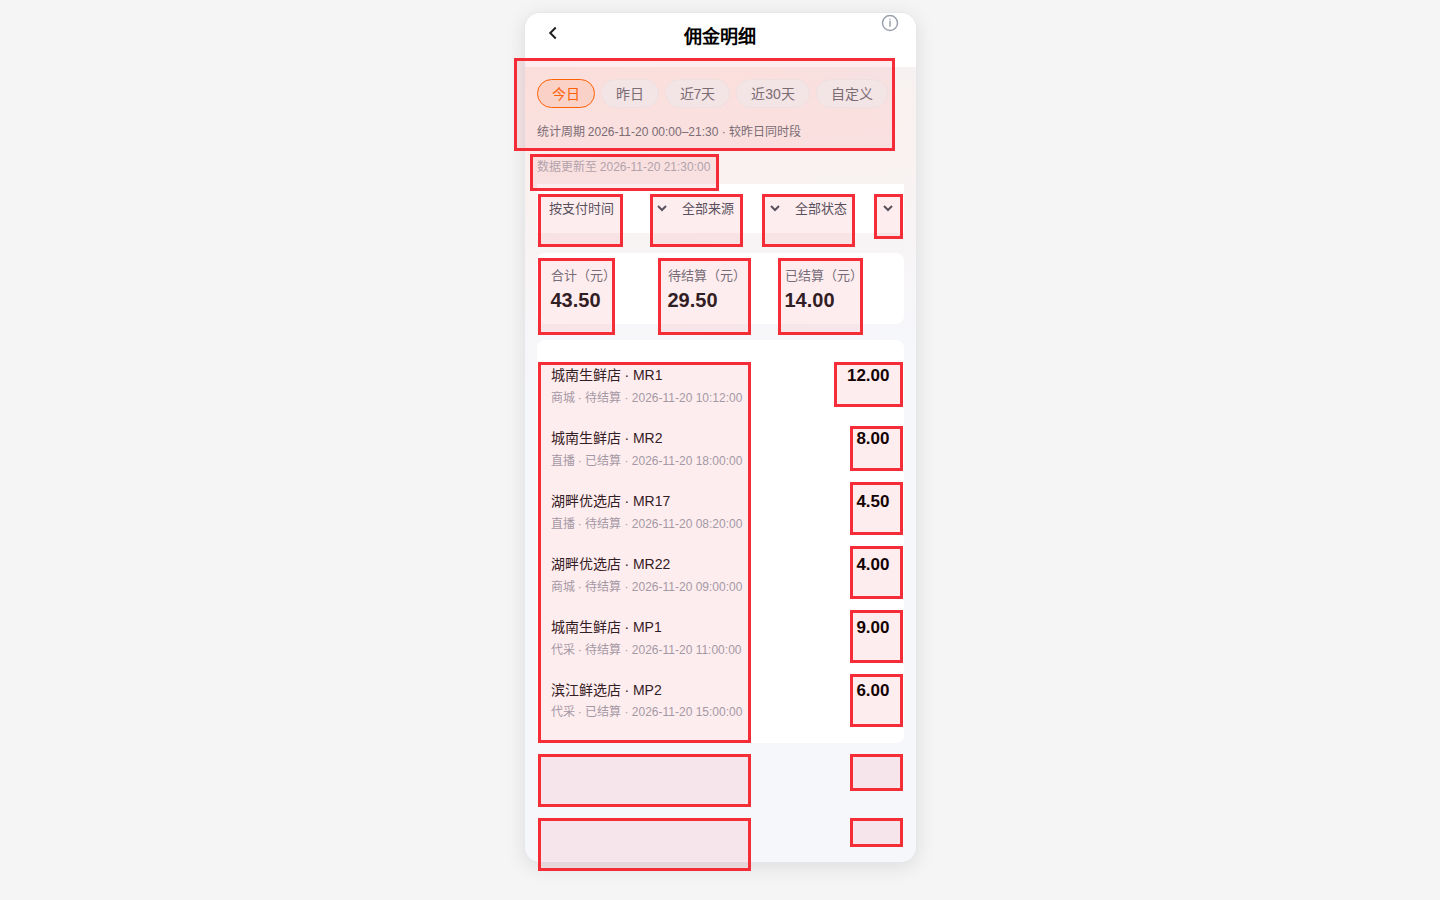 佣金明细
今日 昨日 近7天 近30天 自定义
统计周期 2026-11-20 00:00–21:30 · 较昨日同时段
数据更新至 2026-11-20 21:30:00
按支付时间 全部来源 全部状态
合计（元） 待结算（元） 已结算（元）
43.50 29.50 14.00
城南生鲜店 · MR1 12.00
商城 · 待结算 · 2026-11-20 10:12:00
城南生鲜店 · MR2 8.00
直播 · 已结算 · 2026-11-20 18:00:00
湖畔优选店 · MR17 4.50
直播 · 待结算 · 2026-11-20 08:20:00
湖畔优选店 · MR22 4.00
商城 · 待结算 · 2026-11-20 09:00:00
城南生鲜店 · MP1 9.00
代采 · 待结算 · 2026-11-20 11:00:00
滨江鲜选店 · MP2 6.00
代采 · 已结算 · 2026-11-20 15:00:00